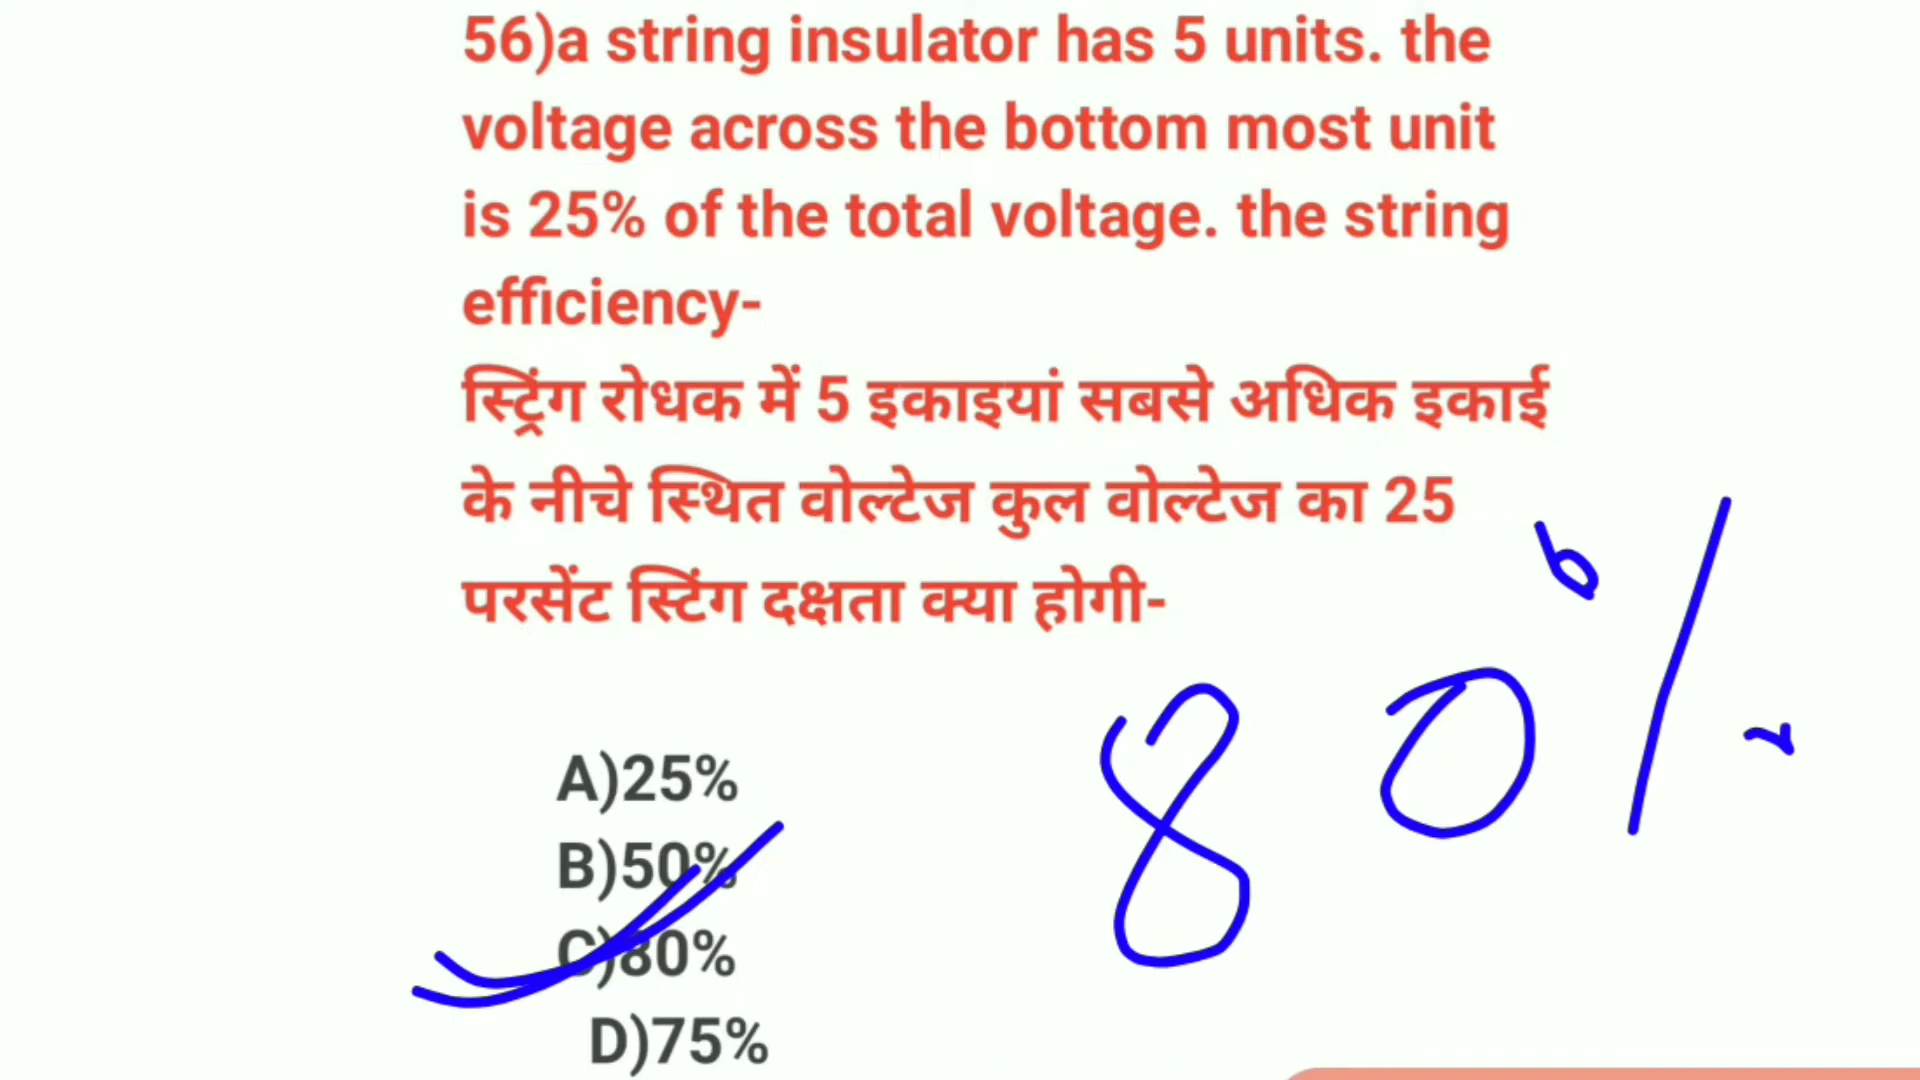 56)a string insulator has 5 units. the
voltage across the bottom most unit
is 25% of the total voltage. the string
efficiency-
स्ट्रिंग रोधक में 5 इकाइयां सबसे अधिक इकाई
के नीचे स्थित वोल्टेज कुल वोल्टेज का 25
परसेंट स्टिंग दक्षता क्या होगी-
A)25%
B)50%
C)80%
D)75%
80%